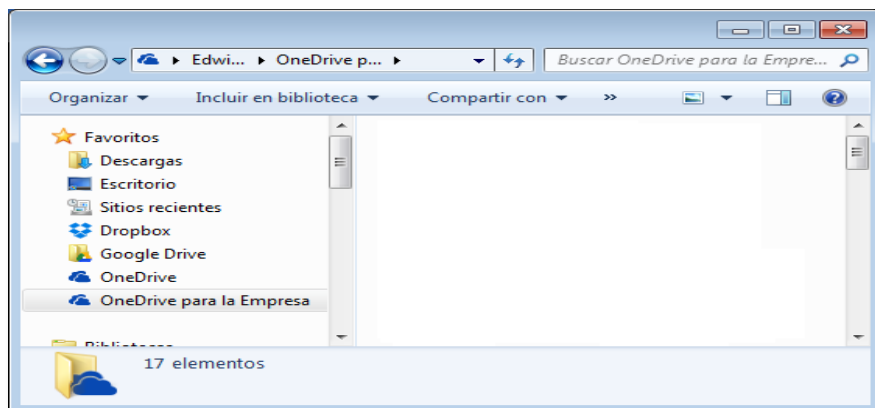 Edwi... OneDrive p... Buscar OneDrive para la Empre...
Organizar Incluir en biblioteca Compartir con »
Favoritos
Descargas
Escritorio
Sitios recientes
Dropbox
Google Drive
OneDrive
OneDrive para la Empresa
17 elementos